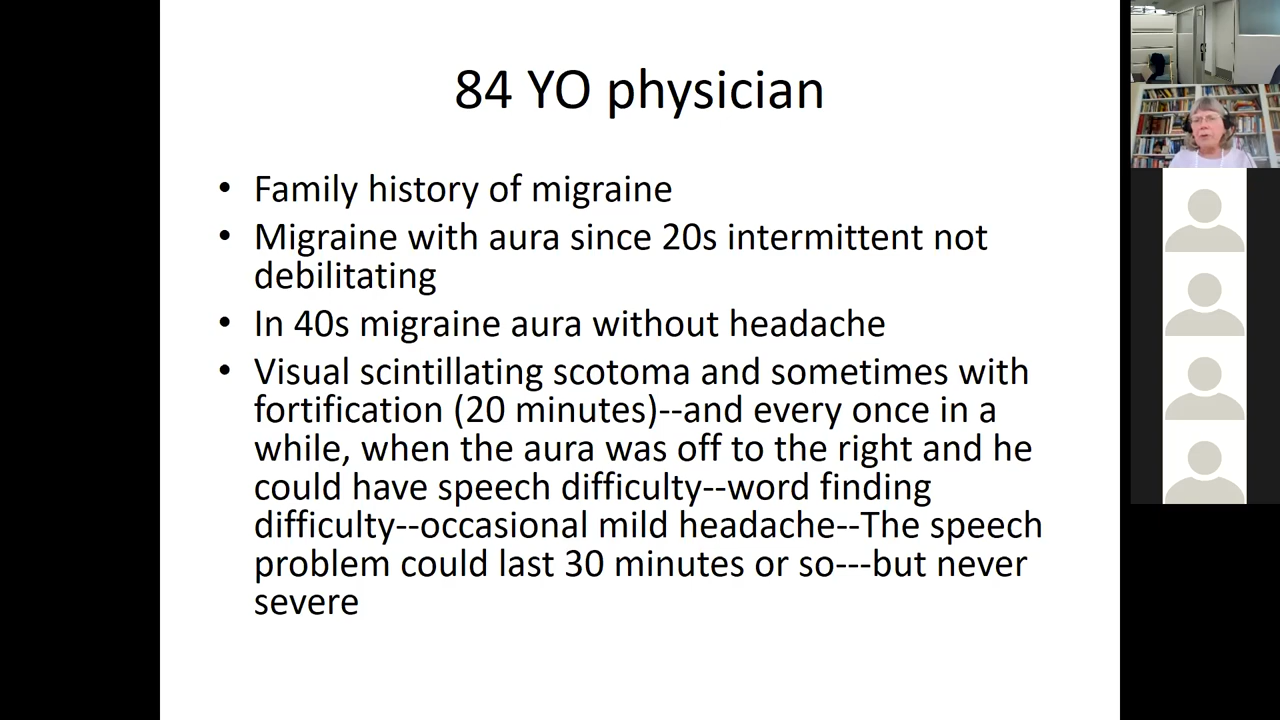 84 YO physician
• Family history of migraine
• Migraine with aura since 20s intermittent not
debilitating
• In 40s migraine aura without headache
• Visual scintillating scotoma and sometimes with
fortification (20 minutes)--and every once in a
while, when the aura was off to the right and he
could have speech difficulty--word finding
difficulty--occasional mild headache--The speech
problem could last 30 minutes or so---but never
severe